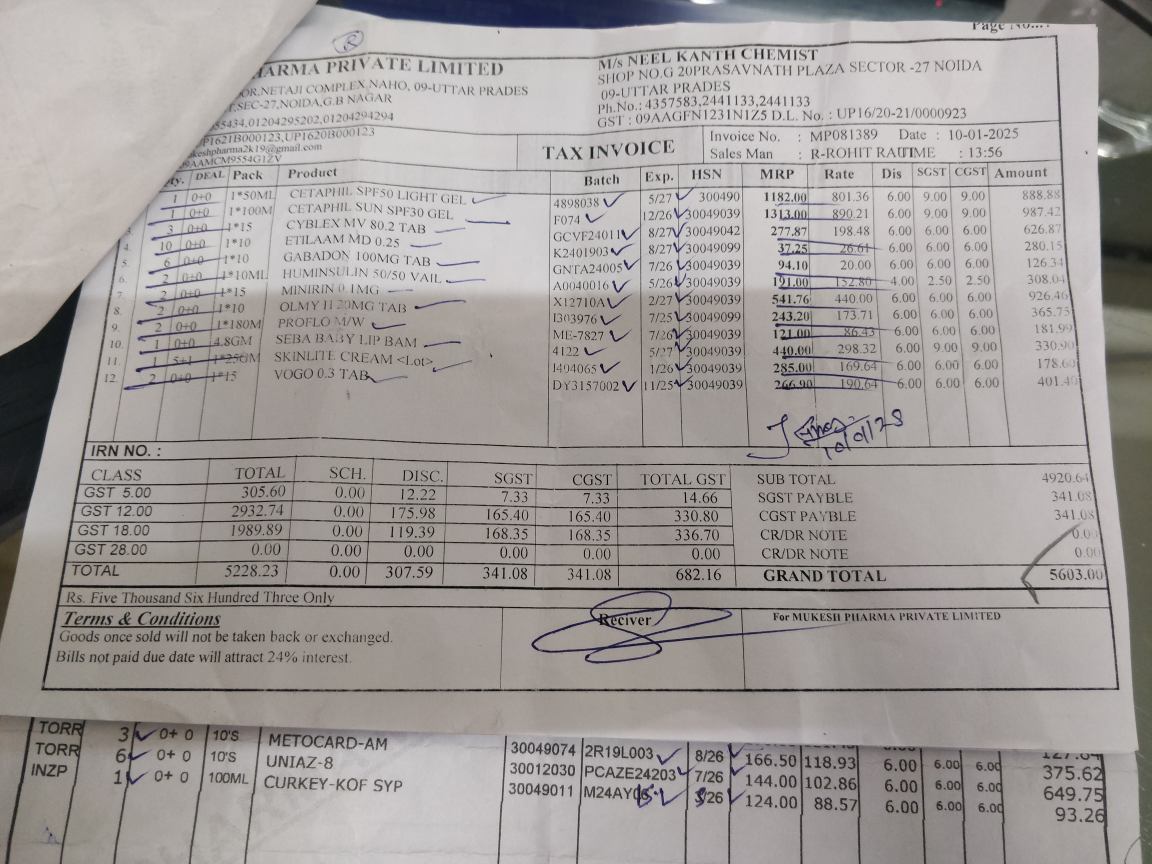 ARMA PRIVATE LIMITED
OR,NETAJI COMPLEX NAHO, 09-UTTAR PRADES
SEC-27,NOIDA,G.B NAGAR
55434,01204295202,01204294294
UP1621B000123,UP1620B000123
keshpharma2k19@gmail.com
09AAMCM9554G1ZV
M/s NEEL KANTH CHEMIST
SHOP NO.G 20PRASAVNATH PLAZA SECTOR -27 NOIDA
09-UTTAR PRADES
Ph.No.: 4357583,2441133,2441133
GST : 09AAGFN1231N1Z5 D.L. No. : UP16/20-21/0000923
TAX INVOICE
Invoice No. : MP081389 Date : 10-01-2025
Sales Man : R-ROHIT RAUTIME : 13:56
Qty. DEAL Pack Product Batch Exp. HSN MRP Rate Dis SGST CGST Amount
1 0+0 1*50ML CETAPHIL SPF50 LIGHT GEL 4898038 5/27 300490 1182.00 801.36 6.00 9.00 9.00 888.88
1 0+0 1*100M CETAPHIL SUN SPF30 GEL F074 12/26 30049039 1313.00 890.21 6.00 9.00 9.00 987.42
3. 3 0+0 1*15 CYBLEX MV 80.2 TAB GCVF24011 8/27 30049042 277.87 198.48 6.00 6.00 6.00 626.87
4. 10 0+0 1*10 ETILAAM MD 0.25 K2401903 8/27 30049099 37.25 26.61 6.00 6.00 6.00 280.15
5. 6 0+0 1*10 GABADON 100MG TAB GNTA24005 7/26 30049039 94.10 20.00 6.00 6.00 6.00 126.34
6. 2 0+0 1*10ML HUMINSULIN 50/50 VAIL A0040016 5/26 30049039 191.00 152.80 4.00 2.50 2.50 308.04
7. 2 0+0 1*15 MINIRIN 0.1MG X12710A 2/27 30049039 541.76 440.00 6.00 6.00 6.00 926.46
8. 2 0+0 1*10 OLMY H 20MG TAB I303976 7/25 30049099 243.20 173.71 6.00 6.00 6.00 365.75
9. 2 0+0 1*180M PROFLO M/W ME-7827 7/26 30049039 121.00 86.43 6.00 6.00 6.00 181.99
10. 1 0+0 4.8GM SEBA BABY LIP BAM 4122 5/27 30049039 440.00 298.32 6.00 9.00 9.00 330.90
11. 1 5+1 1*25GM SKINLITE CREAM <Lot> I494065 1/26 30049039 285.00 169.64 6.00 6.00 6.00 178.60
12. 2 0+0 1*15 VOGO 0.3 TAB DY3157002 11/25 30049039 266.90 190.64 6.00 6.00 6.00 401.49
IRN NO. :
CLASS TOTAL SCH. DISC. SGST CGST TOTAL GST
GST 5.00 305.60 0.00 12.22 7.33 7.33 14.66
GST 12.00 2932.74 0.00 175.98 165.40 165.40 330.80
GST 18.00 1989.89 0.00 119.39 168.35 168.35 336.70
GST 28.00 0.00 0.00 0.00 0.00 0.00 0.00
TOTAL 5228.23 0.00 307.59 341.08 341.08 682.16
SUB TOTAL 4920.64
SGST PAYBLE 341.08
CGST PAYBLE 341.08
CR/DR NOTE 0.00
CR/DR NOTE 0.00
GRAND TOTAL 5603.00
Rs. Five Thousand Six Hundred Three Only
Terms & Conditions
Goods once sold will not be taken back or exchanged.
Bills not paid due date will attract 24% interest.
Reciver
For MUKESH PHARMA PRIVATE LIMITED
TORR 3 0+ 0 10'S METOCARD-AM 30049074 2R19L003 8/26 166.50 118.93 6.00 6.00 6.00 375.62
TORR 6 0+ 0 10'S UNIAZ-8 30012030 PCAZE24203 7/26 144.00 102.86 6.00 6.00 6.00 649.75
INZP 1 0+ 0 100ML CURKEY-KOF SYP 30049011 M24AY0 /26 124.00 88.57 6.00 6.00 6.00 93.26